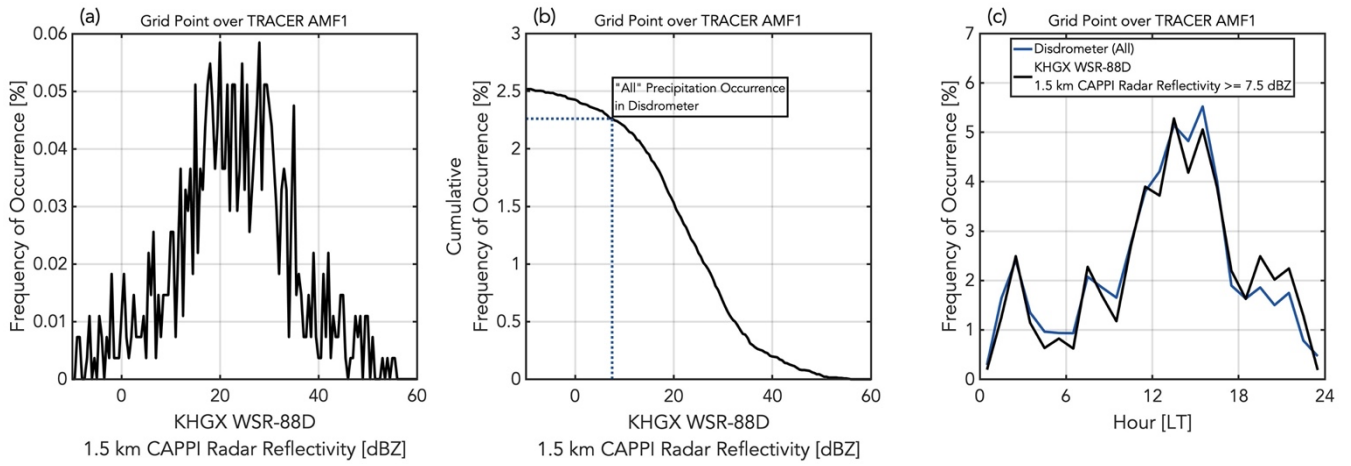 (a)
Grid Point over TRACER AMF1
0.06
0.05
0.04
0.03
0.02
0.01
0
Frequency of Occurrence [%]
0 20 40 60
KHGX WSR-88D
1.5 km CAPPI Radar Reflectivity [dBZ]
(b)
Grid Point over TRACER AMF1
3
2.5
2
1.5
1
0.5
0
Cumulative
Frequency of Occurrence [%]
"All" Precipitation Occurrence
in Disdrometer
0 20 40 60
KHGX WSR-88D
1.5 km CAPPI Radar Reflectivity [dBZ]
(c)
Grid Point over TRACER AMF1
7
6
5
4
3
2
1
0
Frequency of Occurrence [%]
Disdrometer (All)
KHGX WSR-88D
1.5 km CAPPI Radar Reflectivity >= 7.5 dBZ
0 6 12 18 24
Hour [LT]